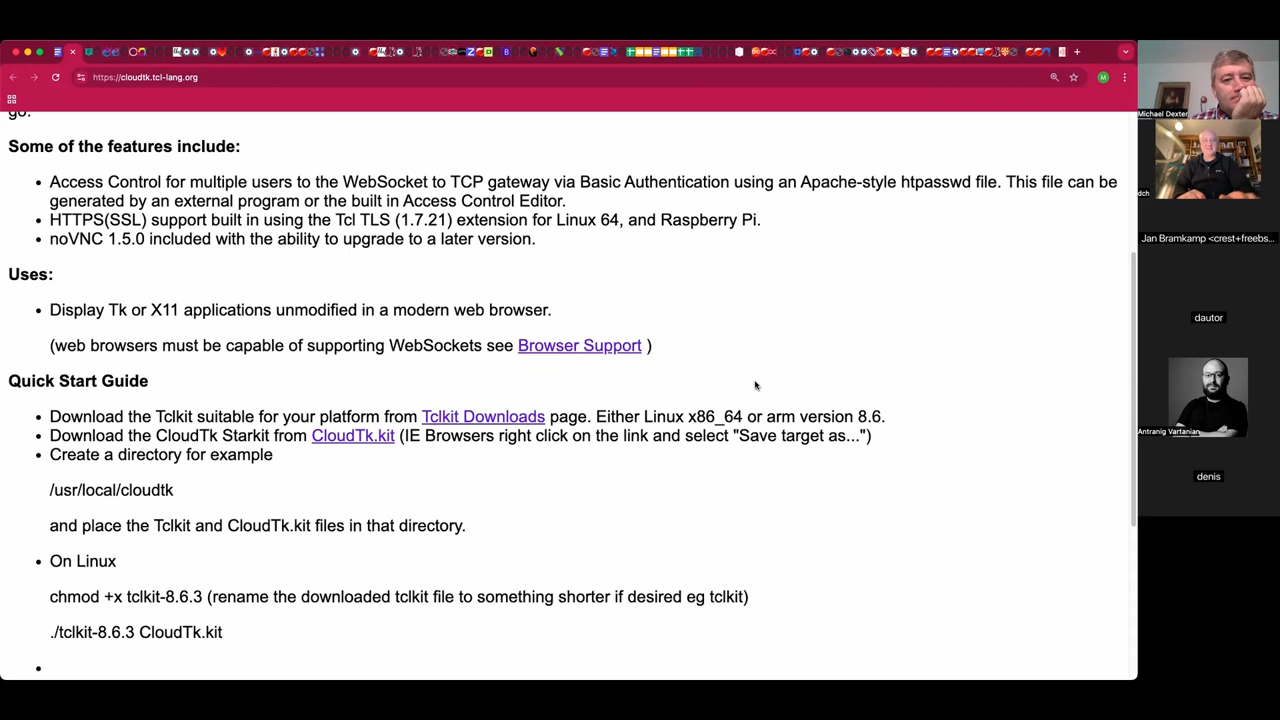 https://cloudtk.tcl-lang.org
M
go.
Some of the features include:
• Access Control for multiple users to the WebSocket to TCP gateway via Basic Authentication using an Apache-style htpasswd file. This file can be
generated by an external program or the built in Access Control Editor.
• HTTPS(SSL) support built in using the Tcl TLS (1.7.21) extension for Linux 64, and Raspberry Pi.
• noVNC 1.5.0 included with the ability to upgrade to a later version.
Uses:
• Display Tk or X11 applications unmodified in a modern web browser.
(web browsers must be capable of supporting WebSockets see Browser Support )
Quick Start Guide
• Download the Tclkit suitable for your platform from Tclkit Downloads page. Either Linux x86_64 or arm version 8.6.
• Download the CloudTk Starkit from CloudTk.kit (IE Browsers right click on the link and select "Save target as...")
• Create a directory for example
/usr/local/cloudtk
and place the Tclkit and CloudTk.kit files in that directory.
• On Linux
chmod +x tclkit-8.6.3 (rename the downloaded tclkit file to something shorter if desired eg tclkit)
./tclkit-8.6.3 CloudTk.kit
•
Michael Dexter
dch
Jan Bramkamp <crest+freebs...
dautor
Antranig Vartanian
denis